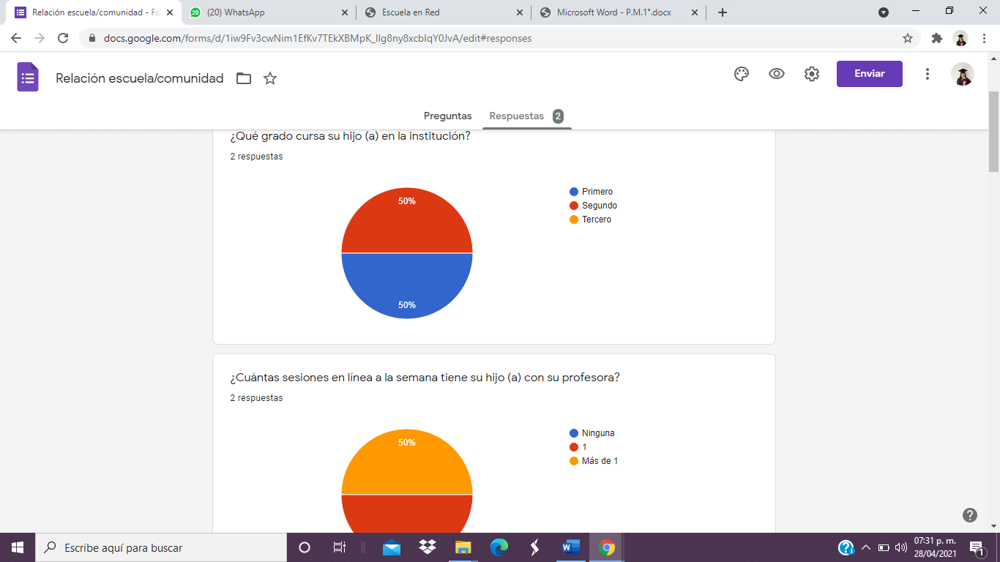 Relación escuela/comunidad - Fo
(20) WhatsApp
Escuela en Red
Microsoft Word - P.M.1°.docx
docs.google.com/forms/d/1iw9Fv3cwNim1EfKv7TEkXBMpK_Ilg8ny8xcbIqY0JvA/edit#responses
Relación escuela/comunidad
Enviar
Preguntas
Respuestas 2
¿Qué grado cursa su hijo (a) en la institución?
2 respuestas
50%
50%
Primero
Segundo
Tercero
¿Cuántas sesiones en línea a la semana tiene su hijo (a) con su profesora?
2 respuestas
50%
Ninguna
1
Más de 1
Escribe aquí para buscar
07:31 p. m.
28/04/2021
1